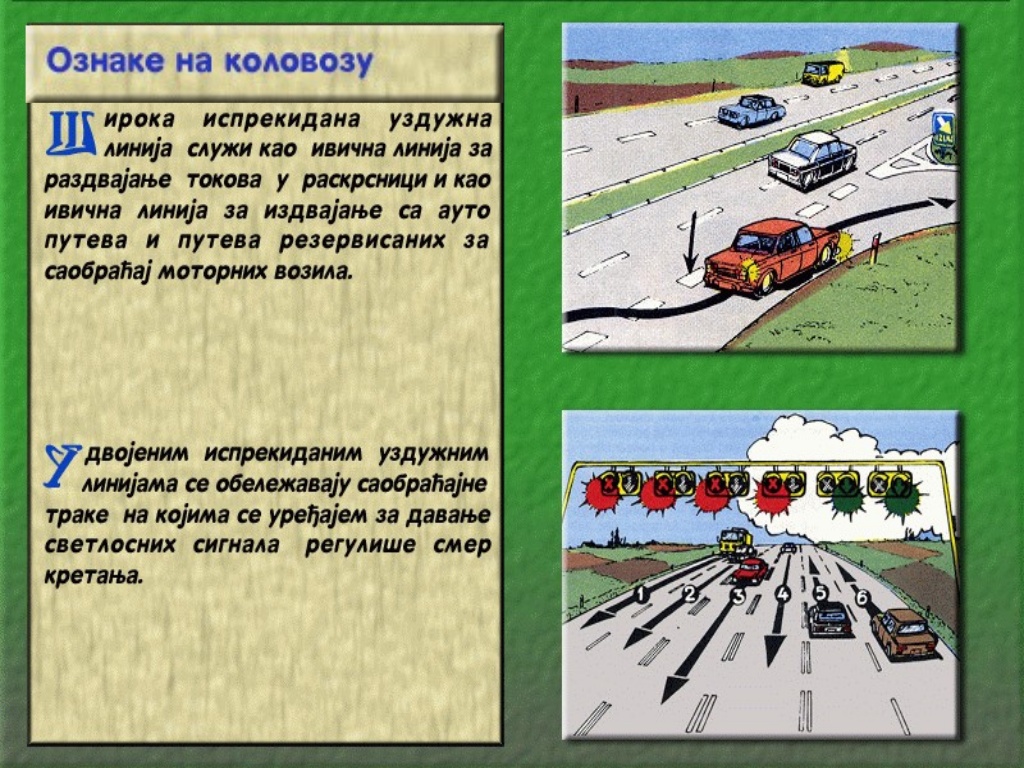 Ознаке на коловозу
Широка испрекидана уздужна
линија служи као ивична линија за
раздвајање токова у раскрсници и као
ивична линија за издвајање са ауто
путева и путева резервисаних за
саобраћај моторних возила.
Удвојеним испрекиданим уздужним
линијама се обележавају саобраћајне
траке на којима се уређајем за давање
светлосних сигнала регулише смер
кретања.
1 2 3 4 5 6